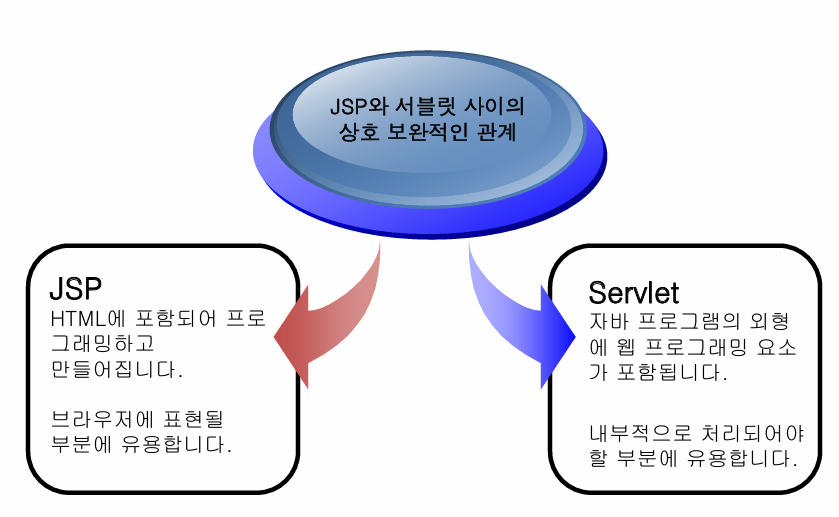 JSP와 서블릿 사이의
상호 보완적인 관계
JSP
HTML에 포함되어 프로
그래밍하고
만들어집니다.
브라우저에 표현될
부분에 유용합니다.
Servlet
자바 프로그램의 외형
에 웹 프로그래밍 요소
가 포함됩니다.
내부적으로 처리되어야
할 부분에 유용합니다.